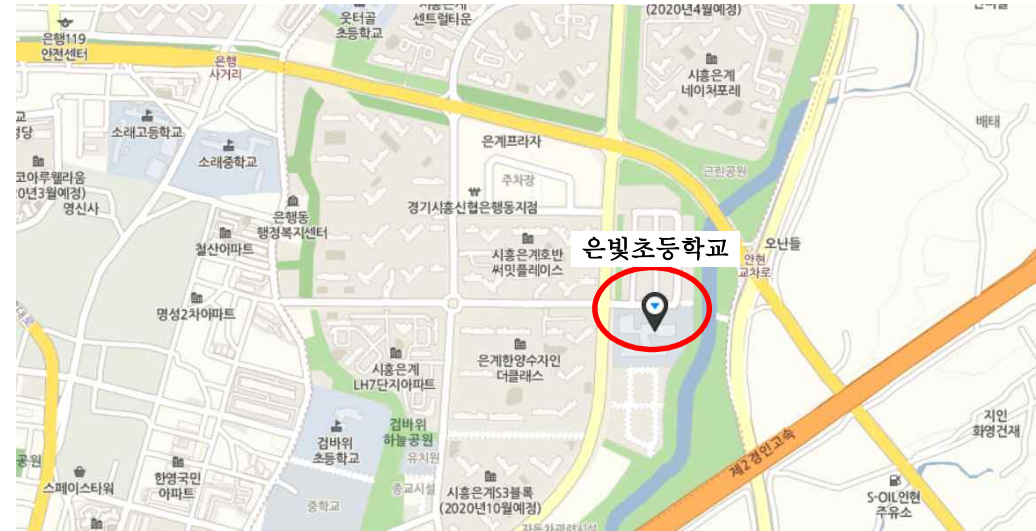 (2020년4월예정)
웃터골
초등학교
센트럴타운
은행119
안전센터
은행
사거리
시흥은계
네이처포레
배태
소래고등학교
소래중학교
은계프라자
근린공원
주차장
코아루웰라움
영신사
은행동
행정복지센터
경기시흥신협은행동지점
철산아파트
시흥은계호반
써밋플레이스
은빛초등학교
오난들
안현
교차로
명성2차아파트
시흥은계
LH7단지아파트
은계한양수자인
더클래스
검바위
하늘공원
검바위
초등학교
유치원
제2경인고속
지인
화영건재
공원
스페이스타워
한영국민
아파트
중학교
종교시설
시흥은계S3블록
(2020년10월예정)
S-OIL안현
주유소
자동차관련시설